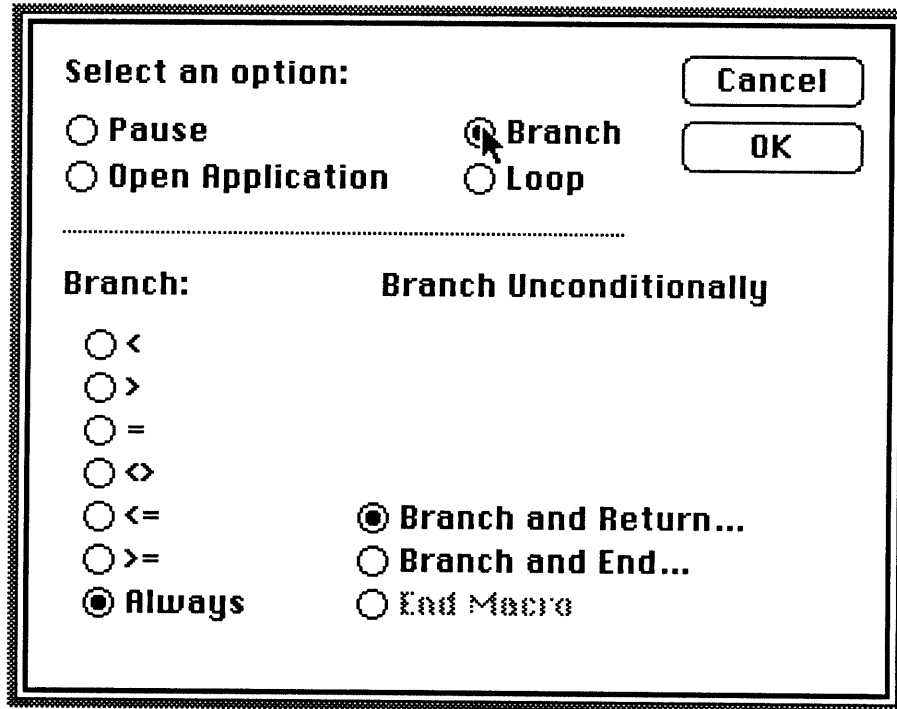 Select an option:
Cancel
Pause
Branch
OK
Open Application
Loop
Branch:
Branch Unconditionally
<
>
=
<>
<=
Branch and Return...
>=
Branch and End...
Always
End Macro